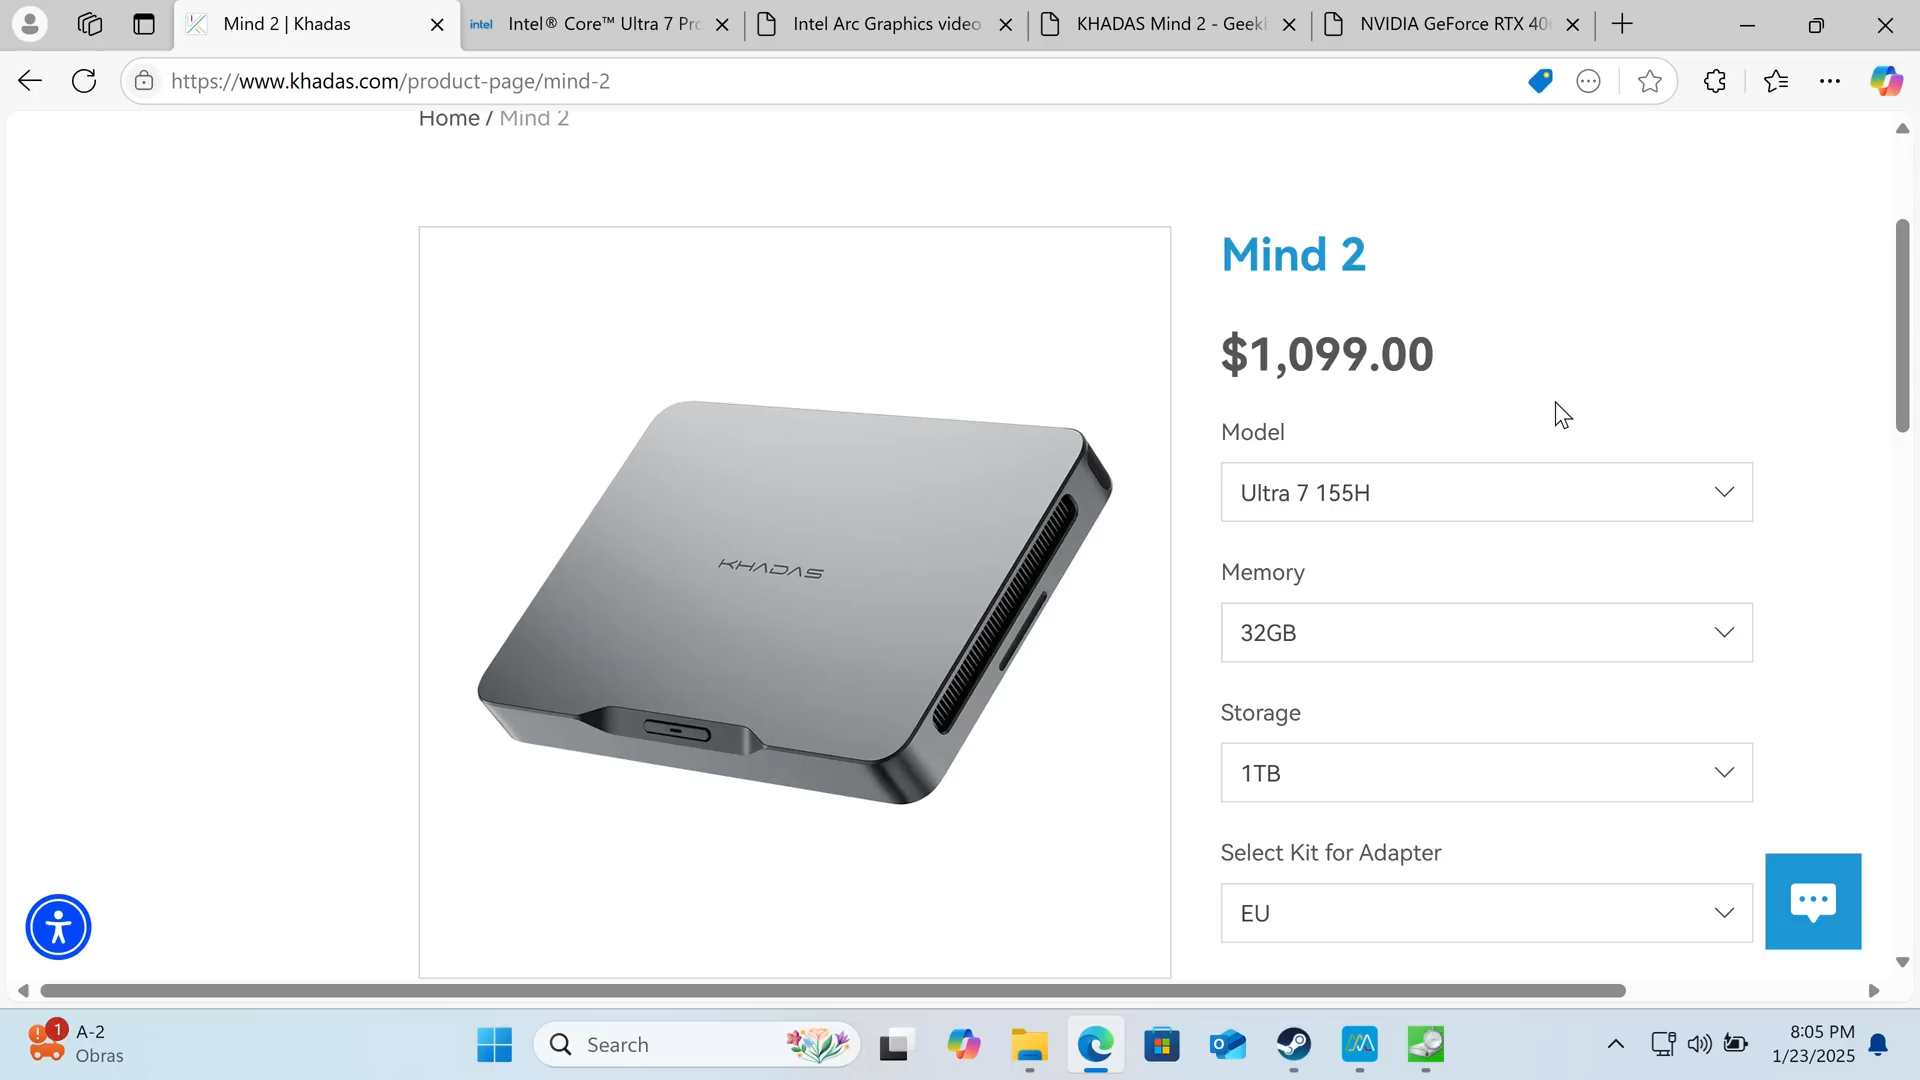 Mind 2 | Khadas
intel
Intel® Core™ Ultra 7 Pr
Intel Arc Graphics video
KHADAS Mind 2 - Geek
NVIDIA GeForce RTX 40
https://www.khadas.com/product-page/mind-2
Home / Mind 2
Mind 2
$1,099.00
Model
Ultra 7 155H
Memory
32GB
Storage
1TB
Select Kit for Adapter
EU
KHADAS
1
A-2
Obras
Search
8:05 PM
1/23/2025